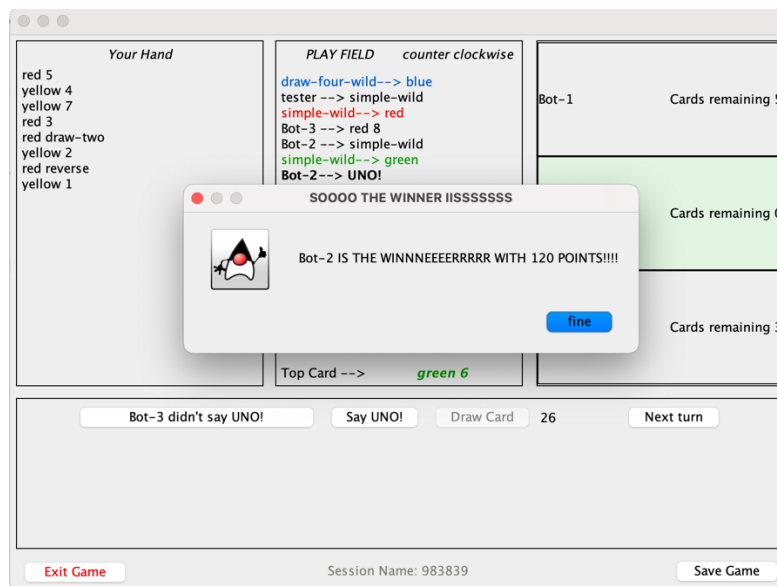 Your Hand
red 5
yellow 4
yellow 7
red 3
red draw-two
yellow 2
red reverse
yellow 1
PLAY FIELD counter clockwise
draw-four-wild--> blue
tester --> simple-wild
simple-wild--> red
Bot-3 --> red 8
Bot-2 --> simple-wild
simple-wild--> green
Bot-2--> UNO!
Top Card --> green 6
Bot-1 Cards remaining
Cards remaining
Cards remaining
SOOOO THE WINNER IISSSSSSS
Bot-2 IS THE WINNNEEEERRRRR WITH 120 POINTS!!!!
fine
Bot-3 didn't say UNO! Say UNO! Draw Card 26 Next turn
Exit Game Session Name: 983839 Save Game